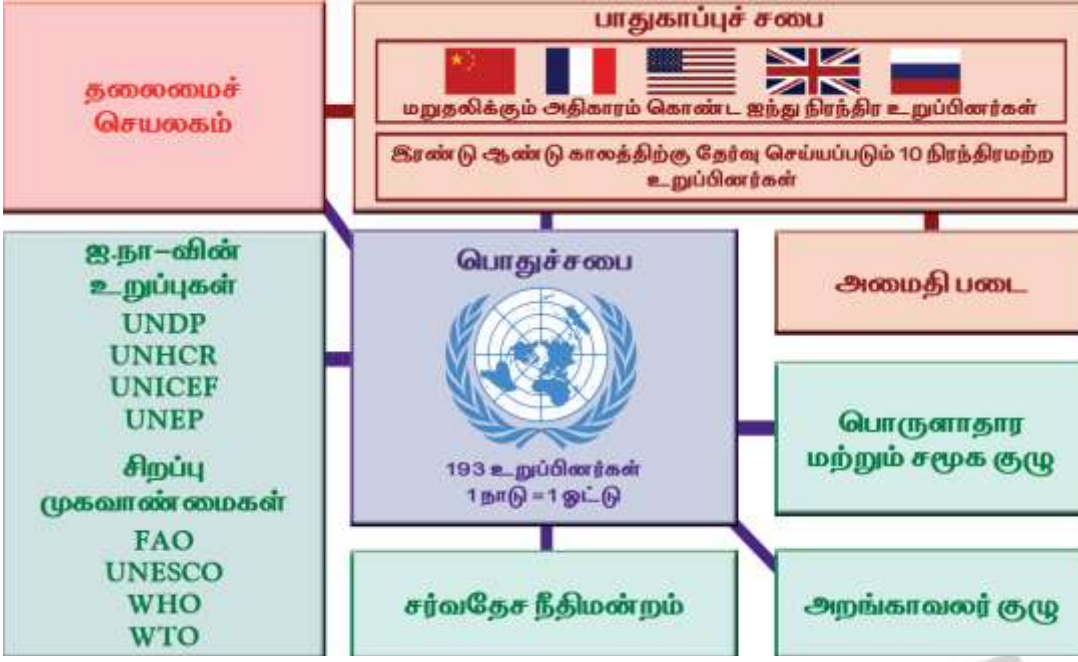 தலைமைச்
செயலகம்
பாதுகாப்புச் சபை
மறுதலிக்கும் அதிகாரம் கொண்ட ஐந்து நிரந்திர உறுப்பினர்கள்
இரண்டு ஆண்டு காலத்திற்கு தேர்வு செய்யப்படும் 10 நிரந்திரமற்ற
உறுப்பினர்கள்
ஐ.நா–வின்
உறுப்புகள்
UNDP
UNHCR
UNICEF
UNEP
சிறப்பு
முகவாண்மைகள்
FAO
UNESCO
WHO
WTO
பொதுச்சபை
193 உறுப்பினர்கள்
1 நாடு = 1 ஓட்டு
அமைதி படை
பொருளாதார
மற்றும் சமூக குழு
சர்வதேச நீதிமன்றம்
அறங்காவலர் குழு